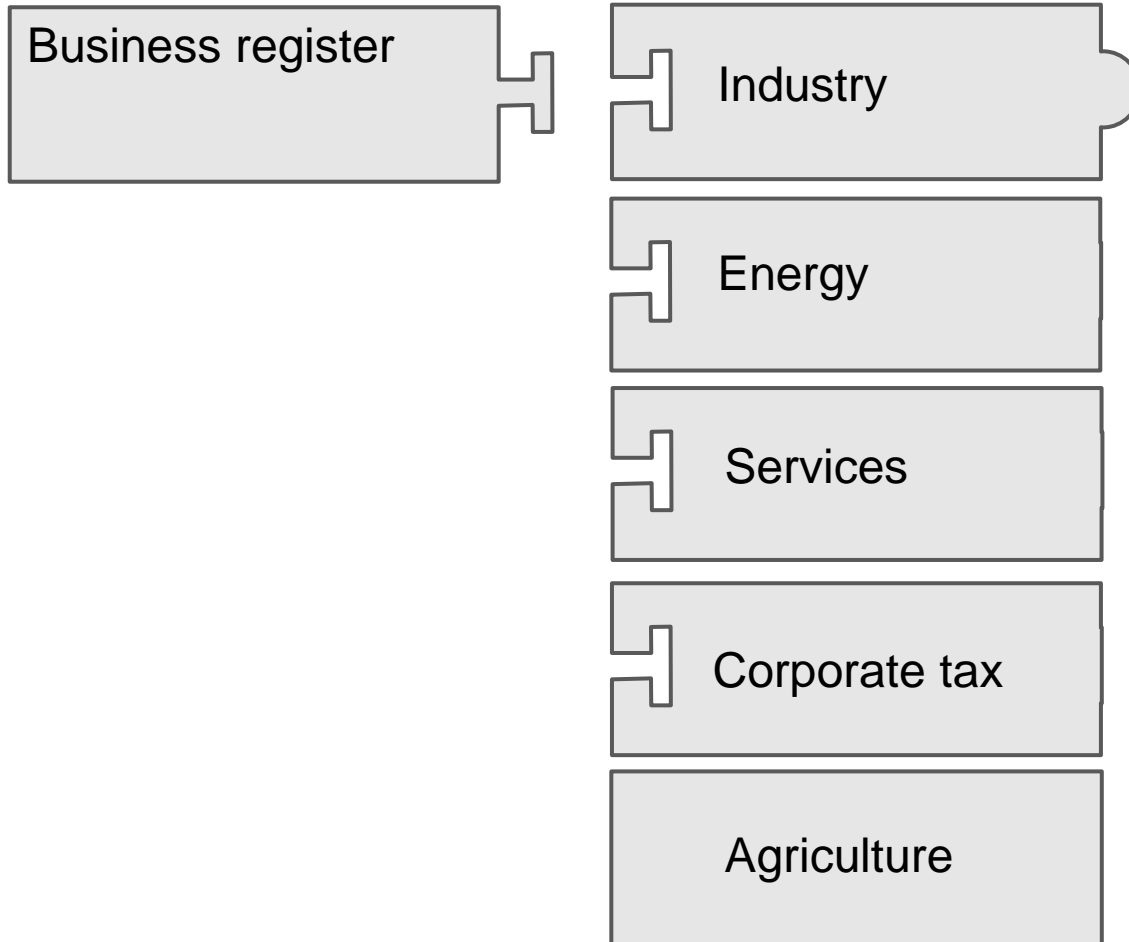 Business register
Industry
Energy
Services
Corporate tax
Agriculture